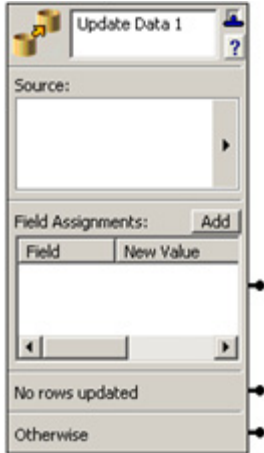 Update Data 1
?
Source:
Field Assignments: Add
Field New Value
No rows updated
Otherwise